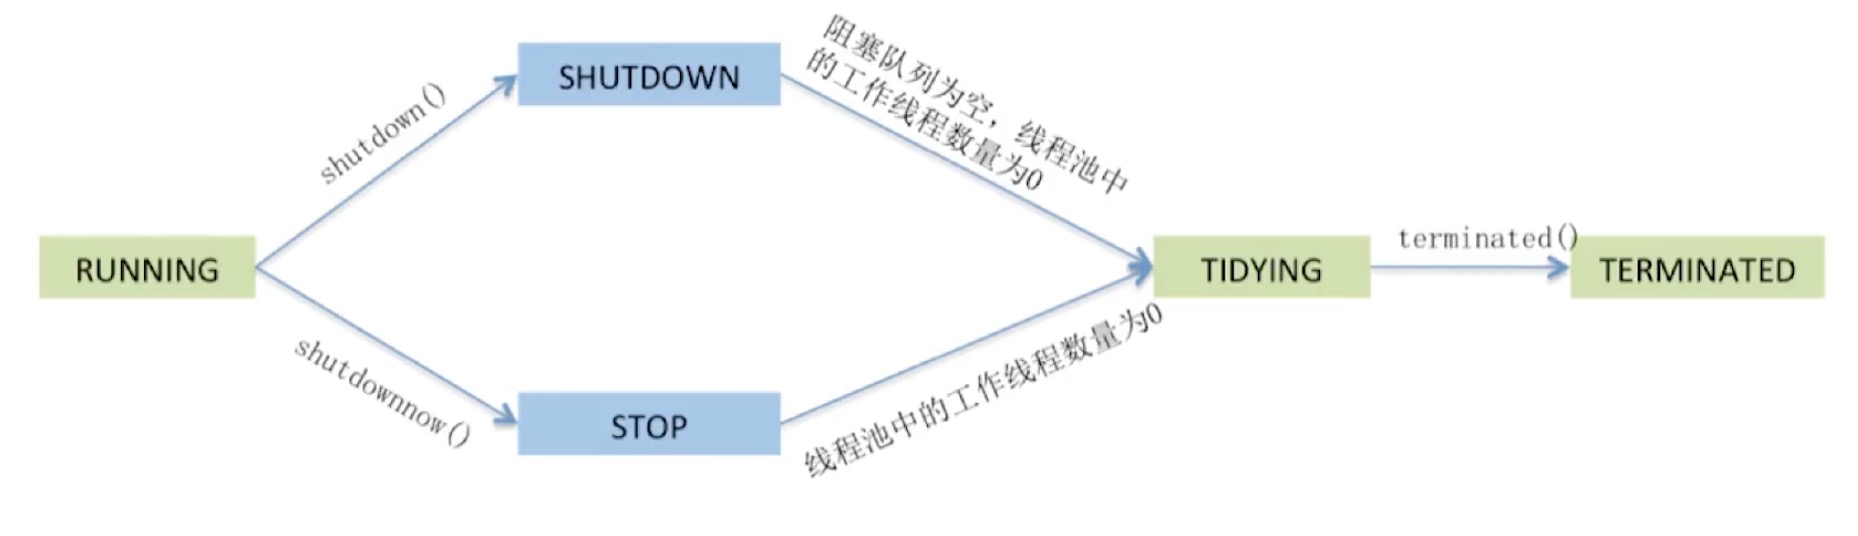 SHUTDOWN
阻塞队列为空，线程池中
的工作线程数量为0
shutdown()
RUNNING
TIDYING
terminated()
TERMINATED
shutdownnow()
STOP
线程池中的工作线程数量为0